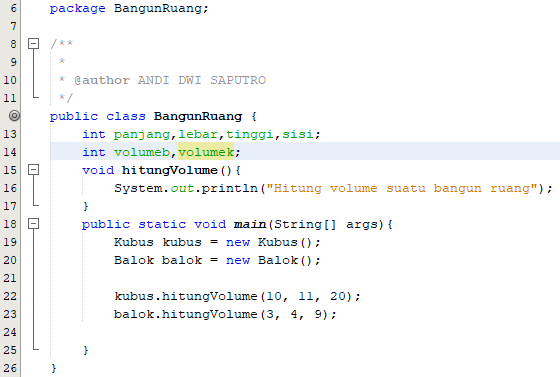 6 package BangunRuang;
7
8 /**
9 *
10 * @author ANDI DWI SAPUTRO
11 */
public class BangunRuang {
13 int panjang,lebar,tinggi,sisi;
14 int volumeb,volumek;
15 void hitungVolume(){
16 System.out.println("Hitung volume suatu bangun ruang");
17 }
18 public static void main(String[] args){
19 Kubus kubus = new Kubus();
20 Balok balok = new Balok();
21
22 kubus.hitungVolume(10, 11, 20);
23 balok.hitungVolume(3, 4, 9);
24
25 }
26 }